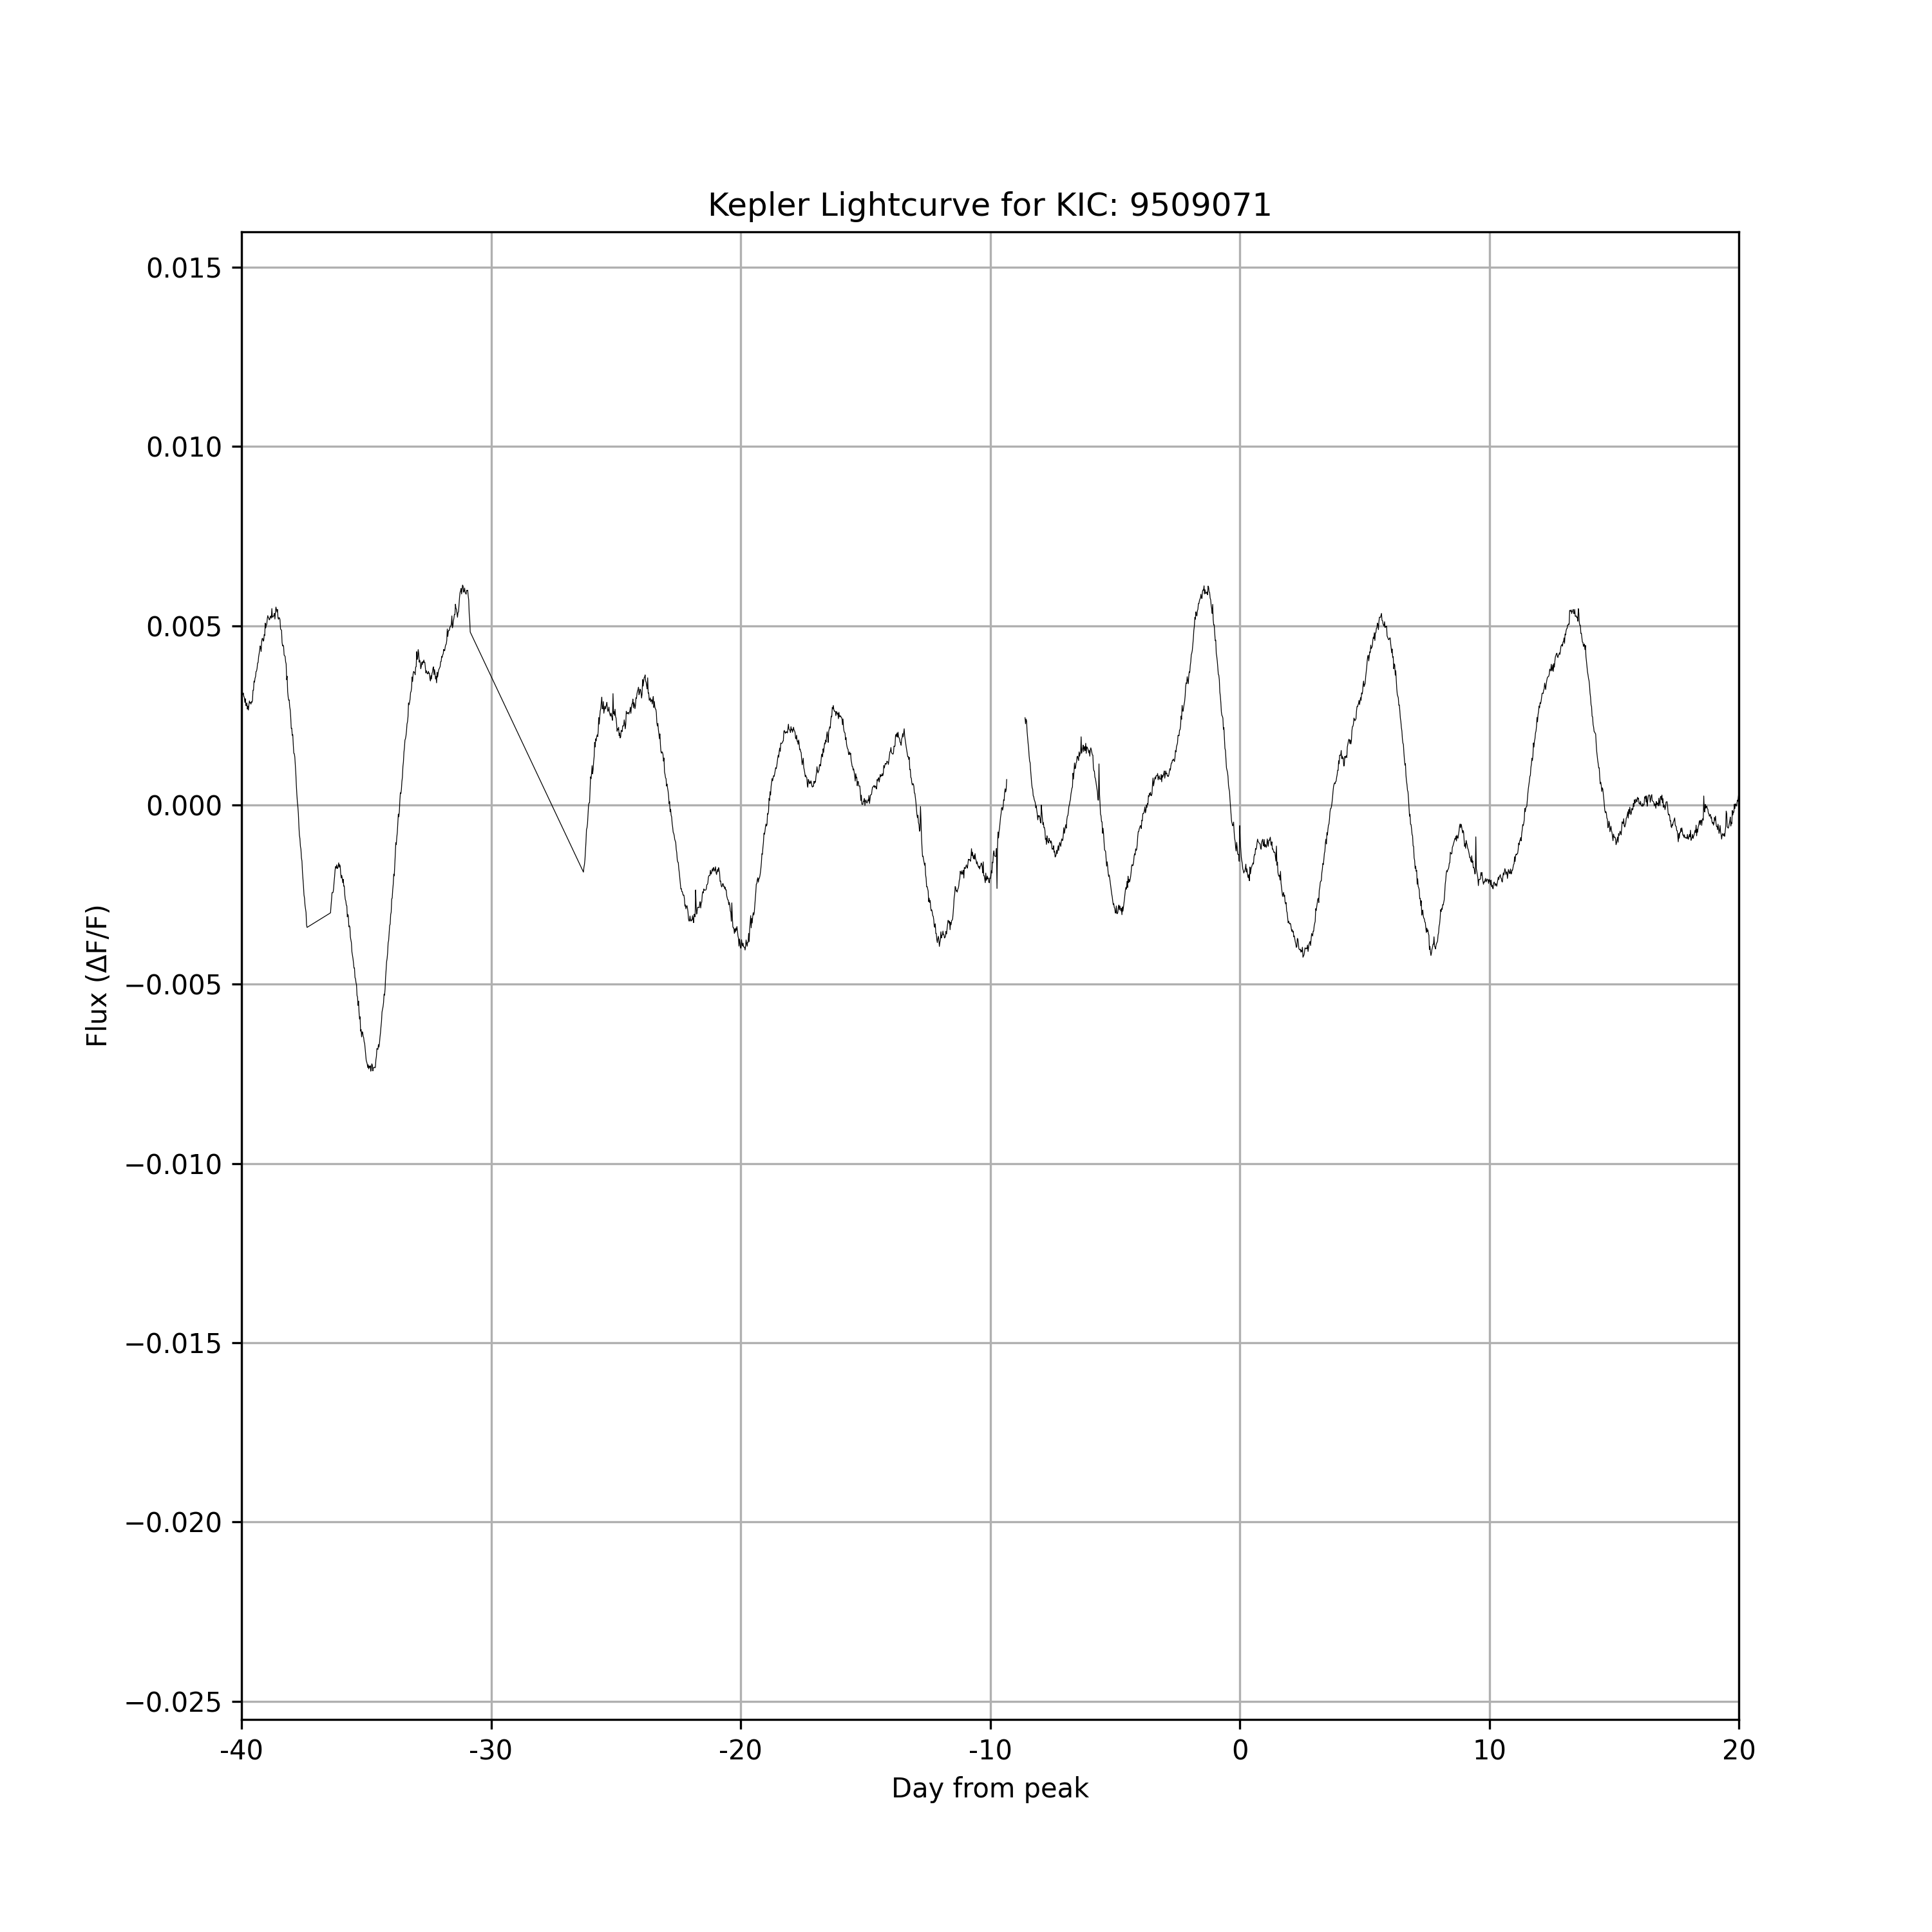 Kepler Lightcurve for KIC: 9509071
0.015
0.010
0.005
0.000
−0.005
−0.010
−0.015
−0.020
−0.025
Flux (ΔF/F)
-40 -30 -20 -10 0 10 20
Day from peak